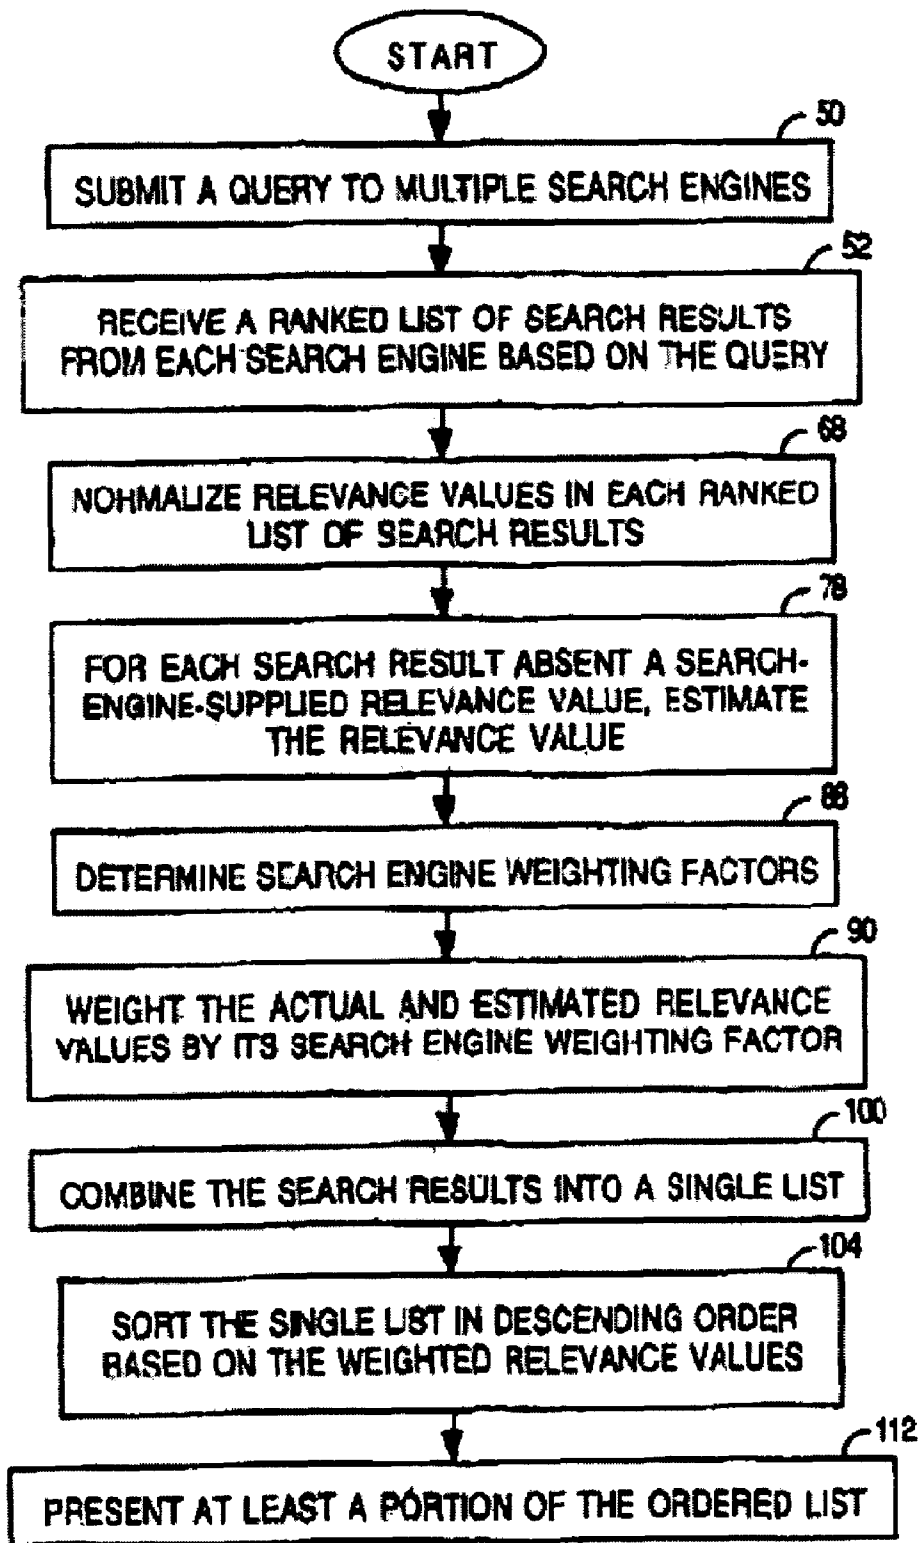 START
50
SUBMIT A QUERY TO MULTIPLE SEARCH ENGINES
52
RECEIVE A RANKED LIST OF SEARCH RESULTS
FROM EACH SEARCH ENGINE BASED ON THE QUERY
68
NORMALIZE RELEVANCE VALUES IN EACH RANKED
LIST OF SEARCH RESULTS
78
FOR EACH SEARCH RESULT ABSENT A SEARCH-
ENGINE-SUPPLIED RELEVANCE VALUE, ESTIMATE
THE RELEVANCE VALUE
88
DETERMINE SEARCH ENGINE WEIGHTING FACTORS
90
WEIGHT THE ACTUAL AND ESTIMATED RELEVANCE
VALUES BY ITS SEARCH ENGINE WEIGHTING FACTOR
100
COMBINE THE SEARCH RESULTS INTO A SINGLE LIST
104
SORT THE SINGLE LIST IN DESCENDING ORDER
BASED ON THE WEIGHTED RELEVANCE VALUES
112
PRESENT AT LEAST A PORTION OF THE ORDERED LIST